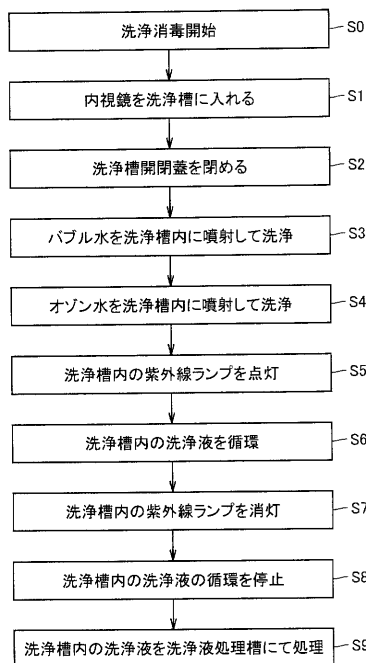 洗浄消毒開始 S0
内視鏡を洗浄槽に入れる S1
洗浄槽開閉蓋を閉める S2
バブル水を洗浄槽内に噴射して洗浄 S3
オゾン水を洗浄槽内に噴射して洗浄 S4
洗浄槽内の紫外線ランプを点灯 S5
洗浄槽内の洗浄液を循環 S6
洗浄槽内の紫外線ランプを消灯 S7
洗浄槽内の洗浄液の循環を停止 S8
洗浄槽内の洗浄液を洗浄液処理槽にて処理 S9